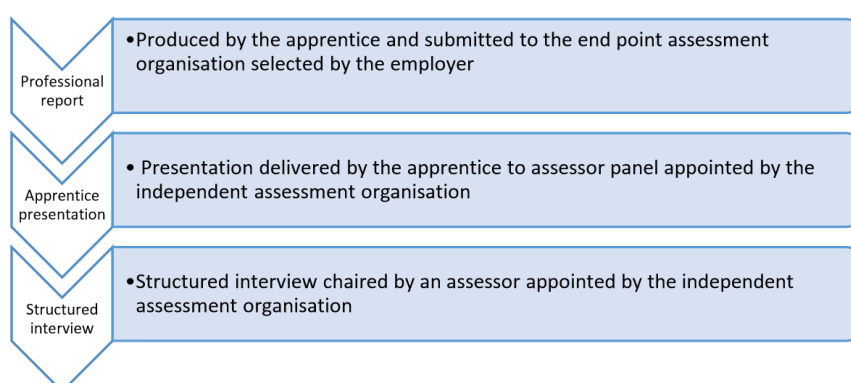 Professional
report
•Produced by the apprentice and submitted to the end point assessment
organisation selected by the employer
Apprentice
presentation
• Presentation delivered by the apprentice to assessor panel appointed by the
independent assessment organisation
Structured
interview
•Structured interview chaired by an assessor appointed by the independent
assessment organisation